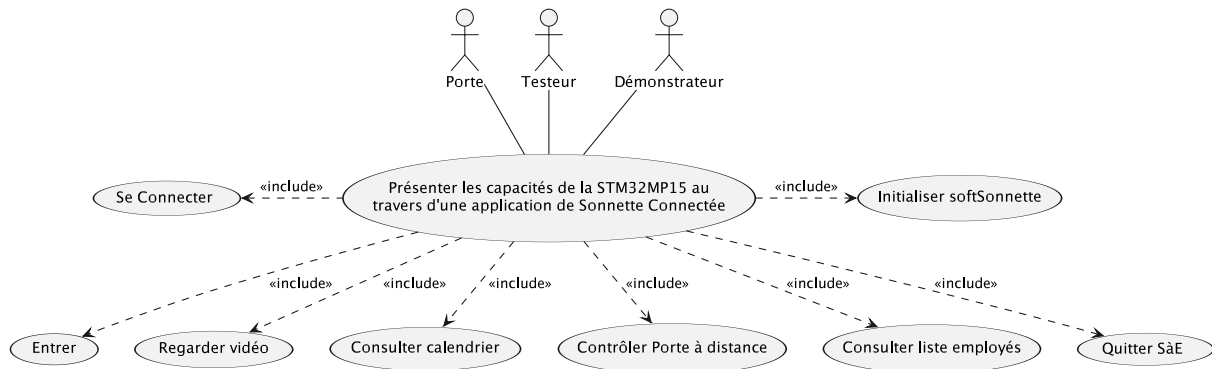 Porte
Testeur
Démonstrateur
Présenter les capacités de la STM32MP15 au
travers d'une application de Sonnette Connectée
Se Connecter
«include»
«include»
Initialiser softSonnette
«include»
«include»
«include»
«include»
«include»
«include»
Entrer
Regarder vidéo
Consulter calendrier
Contrôler Porte à distance
Consulter liste employés
Quitter SàE